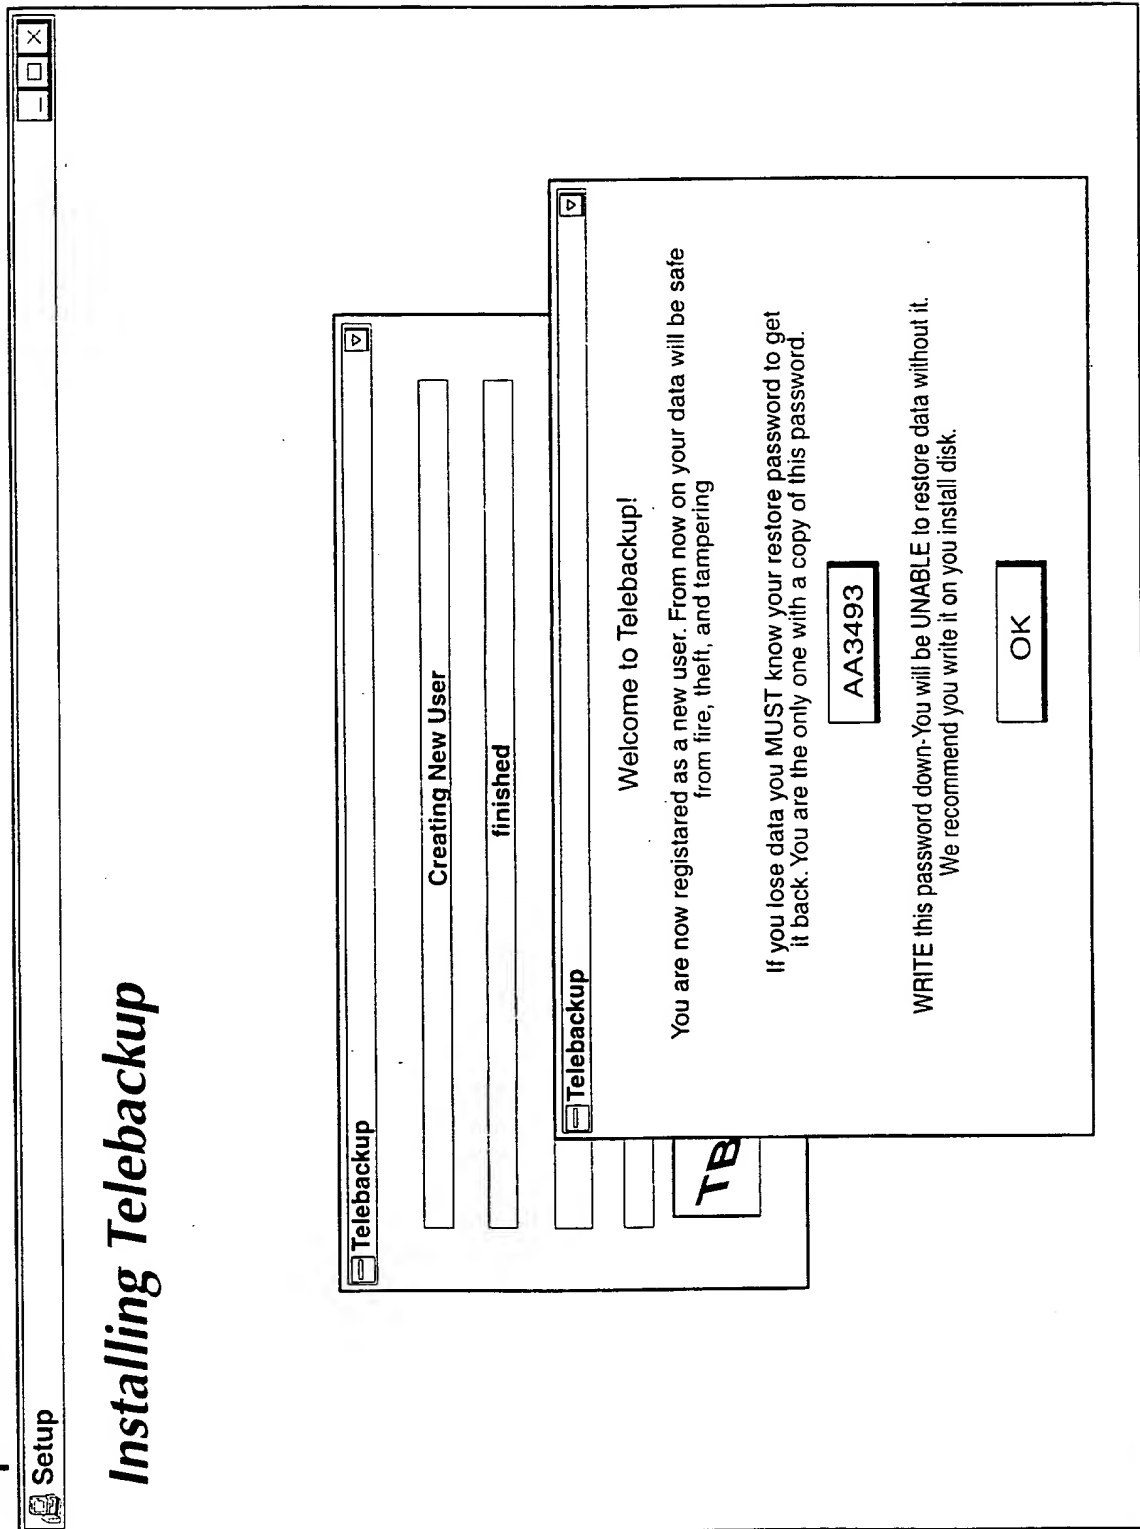 Setup
Installing Telebackup
Telebackup
Creating New User
finished
TB
Telebackup
Welcome to Telebackup!
You are now registared as a new user. From now on your data will be safe
from fire, theft, and tampering
If you lose data you MUST know your restore password to get
it back. You are the only one with a copy of this password.
AA3493
WRITE this password down-You will be UNABLE to restore data without it.
We recommend you write it on you install disk.
OK